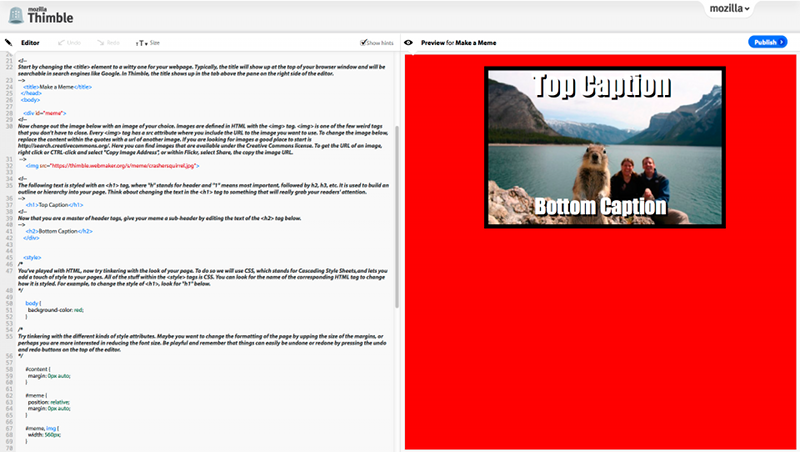 mozilla
Thimble
mozilla
Editor
Undo
Redo
Size
Show hints
Preview for Make a Meme
Publish
20
21 <!--
22 Start by changing the <title> element to a witty one for your webpage. Typically, the title will show up at the top of your browser window and will be
searchable in search engines like Google. In Thimble, the title shows up in the tab above the pane on the right side of the editor.
23 -->
24 <title>Make a Meme</title>
25 </head>
26 <body>
27
28 <div id="meme">
29 <!--
30 Now change out the image below with an image of your choice. Images are defined in HTML with the <img> tag. <img> is one of the few weird tags
that you don't have to close. Every <img> tag has a src attribute where you include the URL to the image you want to use. To change the image below,
replace the content within the quotes with a url of another image. If you are looking for images a good place to start is
http://search.creativecommons.org/. Here you can find images that are available under the Creative Commons license. To get the URL of an image,
right click or CTRL-click and select "Copy Image Address", or within Flickr, select Share, the copy the image URL.
31 -->
32 <img src="https://thimble.webmaker.org/s/meme/crashersquirrel.jpg">
33
34 <!--
35 The following text is styled with an <h1> tag, where "h" stands for header and "1" means most important, followed by h2, h3, etc. It is used to build an
outline or hierarchy into your page. Think about changing the text in the <h1> tag to something that will really grab your readers' attention.
36 -->
37 <h1>Top Caption</h1>
38 <!--
39 Now that you are a master of header tags, give your meme a sub-header by editing the text of the <h2> tag below.
40 -->
41 <h2>Bottom Caption</h2>
42 </div>
43
44
45 <style>
46 /*
47 You've played with HTML, now try tinkering with the look of your page. To do so we will use CSS, which stands for Cascading Style Sheets,and lets you
add a touch of style to your pages. All of the stuff within the <style> tags is CSS. You can look for the name of the corresponding HTML tag to change
how it is styled. For example, to change the style of <h1>, look for "h1" below.
48 */
49
50 body {
51 background-color: red;
52 }
53
54 /*
55 Try tinkering with the different kinds of style attributes. Maybe you want to change the formatting of the page by upping the size of the margins, or
perhaps you are more interested in reducing the font size. Be playful and remember that things can easily be undone or redone by pressing the undo
and redo buttons on the top of the editor.
56 */
57
58 #content {
59 margin: 0px auto;
60 }
61
62 #meme {
63 position: relative;
64 margin: 0px auto;
65 }
66
67 #meme, img {
68 width: 560px;
69 }
70
Top Caption
Bottom Caption